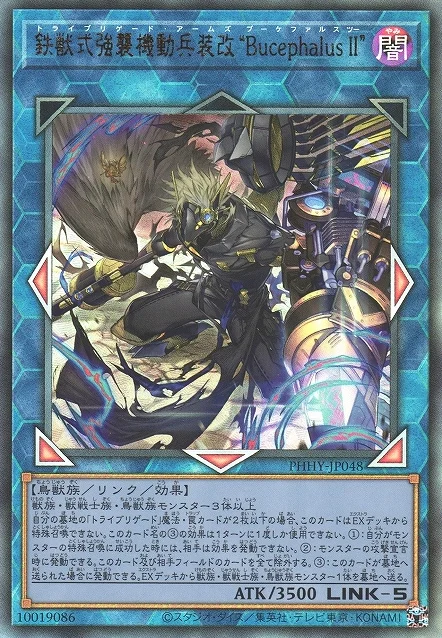 トライブリゲード・アームズ ブーケファルスツー
鉄獣式強襲機動兵装改“Bucephalus II”
やみ
闇
PHHY-JP048
【鳥獣族/リンク/効果】
獣族・獣戦士族・鳥獣族モンスター3体以上
自分の墓地の「トライブリゲード」魔法・罠カードが2枚以下の場合、このカードはEXデッキから
特殊召喚できない。このカード名の③の効果は1ターンに1度しか使用できない。①:自分がモ
ンスターの特殊召喚に成功した時には、相手は効果を発動できない。②:モンスターの攻撃宣
言時に発動できる。このカード及び相手フィールドのカードを全て除外する。③:このカードが墓地へ
送られた場合に発動できる。EXデッキから獣族・獣戦士族・鳥獣族モンスター1体を墓地へ送る。
ATK/3500 LINK-5
10019086
©スタジオ・ダイス/集英社・テレビ東京・KONAMI